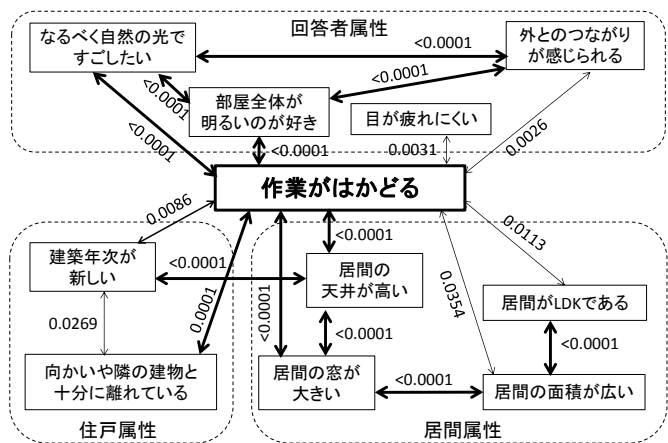 回答者属性
なるべく自然の光で
すごしたい
<0.0001
外とのつながり
が感じられる
<0.0001
<0.0001
部屋全体が
明るいのが好き
目が疲れにくい
<0.0001
<0.0001
0.0031
0.0026
作業がはかどる
0.0086
0.0113
建築年次が
新しい
<0.0001
<0.0001
居間の
天井が高い
0.0354
居間がLDKである
0.0269
0.0001
<0.0001
<0.0001
<0.0001
向かいや隣の建物と
十分に離れている
居間の窓が
大きい
<0.0001
居間の面積が広い
住戸属性
居間属性